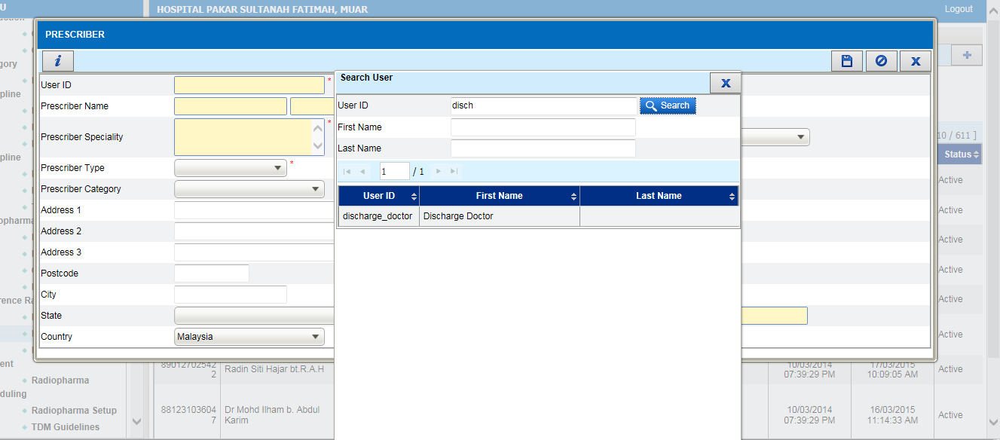 U
HOSPITAL PAKAR SULTANAH FATIMAH, MUAR
Logout
PRESCRIBER
i
X
Search User
X
User ID
*
User ID
disch
Search
Prescriber Name
First Name
Prescriber Speciality
*
Last Name
10 / 611 ]
Prescriber Type
*
1
/ 1
Status
Prescriber Category
User ID
First Name
Last Name
Active
Address 1
discharge_doctor
Discharge Doctor
Active
Address 2
Active
Address 3
Postcode
Active
City
Active
State
Country
Malaysia
Active
gory
pline
pline
opharma
rence Ra
ent
Radiopharma
duling
Radiopharma Setup
TDM Guidelines
89012702542
2
Radin Siti Hajar bt.R.A.H
10/03/2014
07:39:29 PM
17/03/2015
10:09:05 AM
Active
88123103604
7
Dr Mohd Ilham b. Abdul
Karim
10/03/2014
07:39:29 PM
16/03/2015
11:14:33 AM
Active